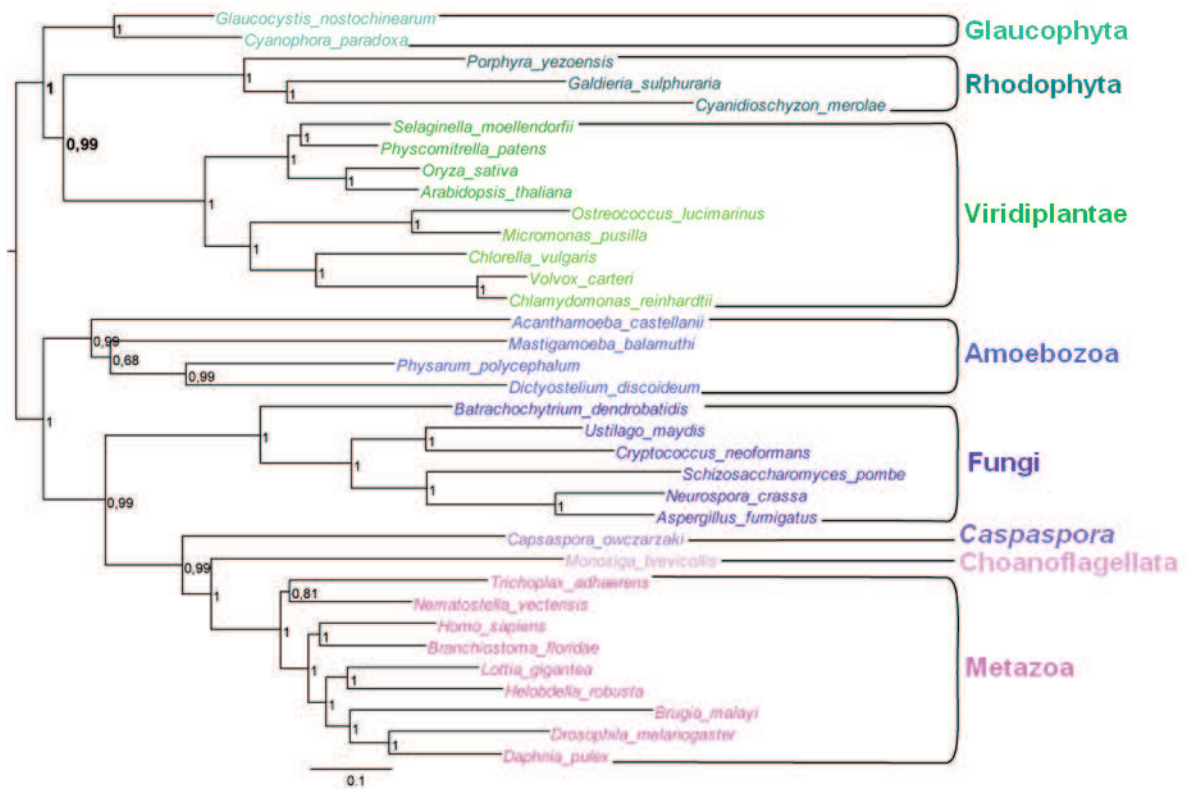 Glaucocystis_nostochinearum
1
Glaucophyta
Cyanophora_paradoxa
Porphyra_yezoensis
1
1
Galdieria_sulphuraria
Rhodophyta
1
Cyanidioschyzon_merolae
Selaginella_moellendorfii
1
0,99
Physcomitrella_patens
1
Oryza_sativa
1
Arabidopsis_thaliana
1
Ostreococcus_lucimarinus
Viridiplantae
1
Micromonas_pusilla
1
Chlorella_vulgaris
1
Volvox_carteri
1
Chlamydomonas_reinhardtii
Acanthamoeba_castellanii
0,99
Mastigamoeba_balamuthi
Amoebozoa
0,68
Physarum_polycephalum
0,99
Dictyostelium_discoideum
Batrachochytrium_dendrobatidis
1
Ustilago_maydis
1
1
Cryptococcus_neoformans
Fungi
1
Schizosaccharomyces_pombe
1
Neurospora_crassa
0,99
1
Aspergillus_fumigatus
Capsaspora_owczarzaki
Caspaspora
Monosiga_brevicollis
Choanoflagellata
0,99
Trichoplax_adhaerens
1
0,81
Nematostella_vectensis
Homo_sapiens
1
1
Branchiostoma_floridae
Lottia_gigantea
Metazoa
1
1
Helobdella_robusta
1
Brugia_malayi
1
Drosophila_melanogaster
1
Daphnia_pulex
0.1